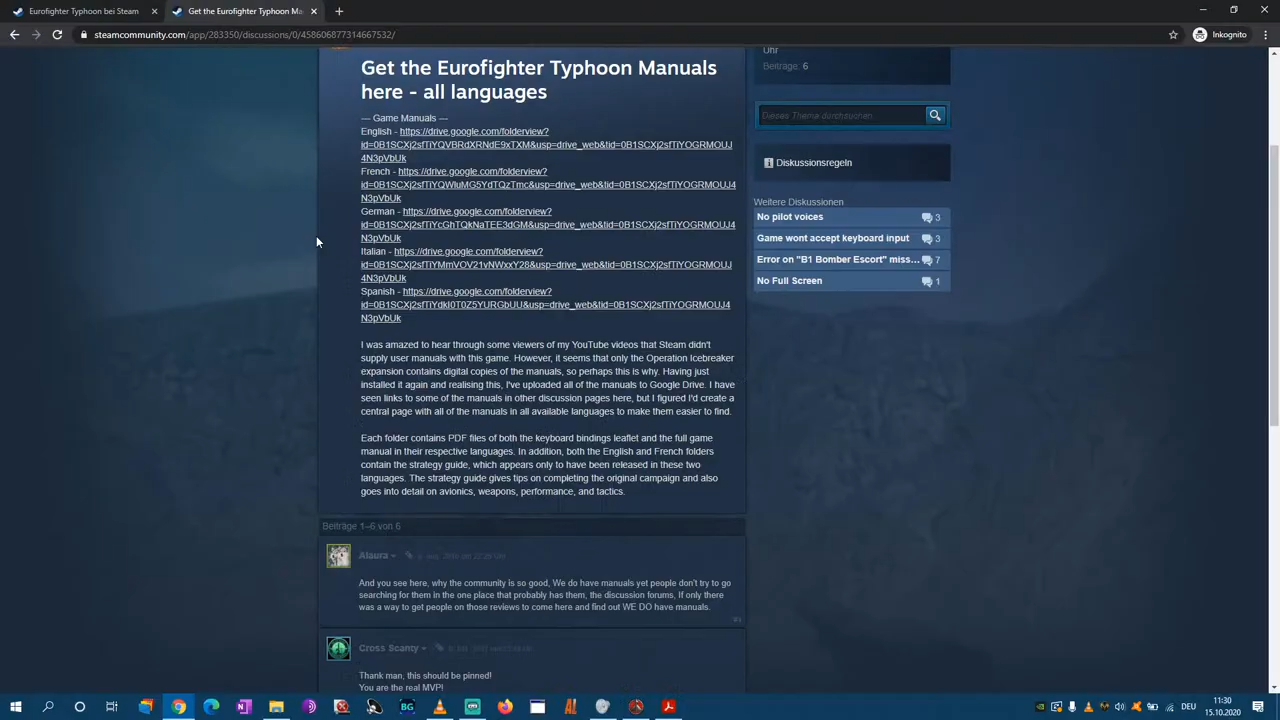 Eurofighter Typhoon bei Steam
Get the Eurofighter Typhoon Ma
steamcommunity.com/app/283350/discussions/0/458606877314667532/
Inkognito
Get the Eurofighter Typhoon Manuals
here - all languages
--- Game Manuals ---
English - https://drive.google.com/folderview?
id=0B1SCXj2sfTiYQVBRdXRNdE9xTXM&usp=drive_web&tid=0B1SCXj2sfTiYOGRMOUJ
4N3pVbUk
French - https://drive.google.com/folderview?
id=0B1SCXj2sfTiYQWluMG5YdTQzTmc&usp=drive_web&tid=0B1SCXj2sfTiYOGRMOUJ4
N3pVbUk
German - https://drive.google.com/folderview?
id=0B1SCXj2sfTiYcGhTQkNaTEE3dGM&usp=drive_web&tid=0B1SCXj2sfTiYOGRMOUJ4
N3pVbUk
Italian - https://drive.google.com/folderview?
id=0B1SCXj2sfTiYMmVOV21vNWxxY28&usp=drive_web&tid=0B1SCXj2sfTiYOGRMOUJ
4N3pVbUk
Spanish - https://drive.google.com/folderview?
id=0B1SCXj2sfTiYdkl0T0Z5YURGbUU&usp=drive_web&tid=0B1SCXj2sfTiYOGRMOUJ4
N3pVbUk
I was amazed to hear through some viewers of my YouTube videos that Steam didn't
supply user manuals with this game. However, it seems that only the Operation Icebreaker
expansion contains digital copies of the manuals, so perhaps this is why. Having just
installed it again and realising this, I've uploaded all of the manuals to Google Drive. I have
seen links to some of the manuals in other discussion pages here, but I figured I'd create a
central page with all of the manuals in all available languages to make them easier to find.
Each folder contains PDF files of both the keyboard bindings leaflet and the full game
manual in their respective languages. In addition, both the English and French folders
contain the strategy guide, which appears only to have been released in these two
languages. The strategy guide gives tips on completing the original campaign and also
goes into detail on avionics, weapons, performance, and tactics.
Beiträge 1–6 von 6
Alaura
And you see here, why the community is so good, We do have manuals yet people don't try to go
searching for them in the one place that probably has them, the discussion forums, If only there
was a way to get people on those reviews to come here and find out WE DO have manuals.
Cross Scanty
Thank man, this should be pinned!
You are the real MVP!
Uhr
Beiträge: 6
Dieses Thema durchsuchen
Diskussionsregeln
Weitere Diskussionen
No pilot voices 3
Game wont accept keyboard input 3
Error on "B1 Bomber Escort" miss... 7
No Full Screen 1
BG
DEU
11:30
15.10.2020